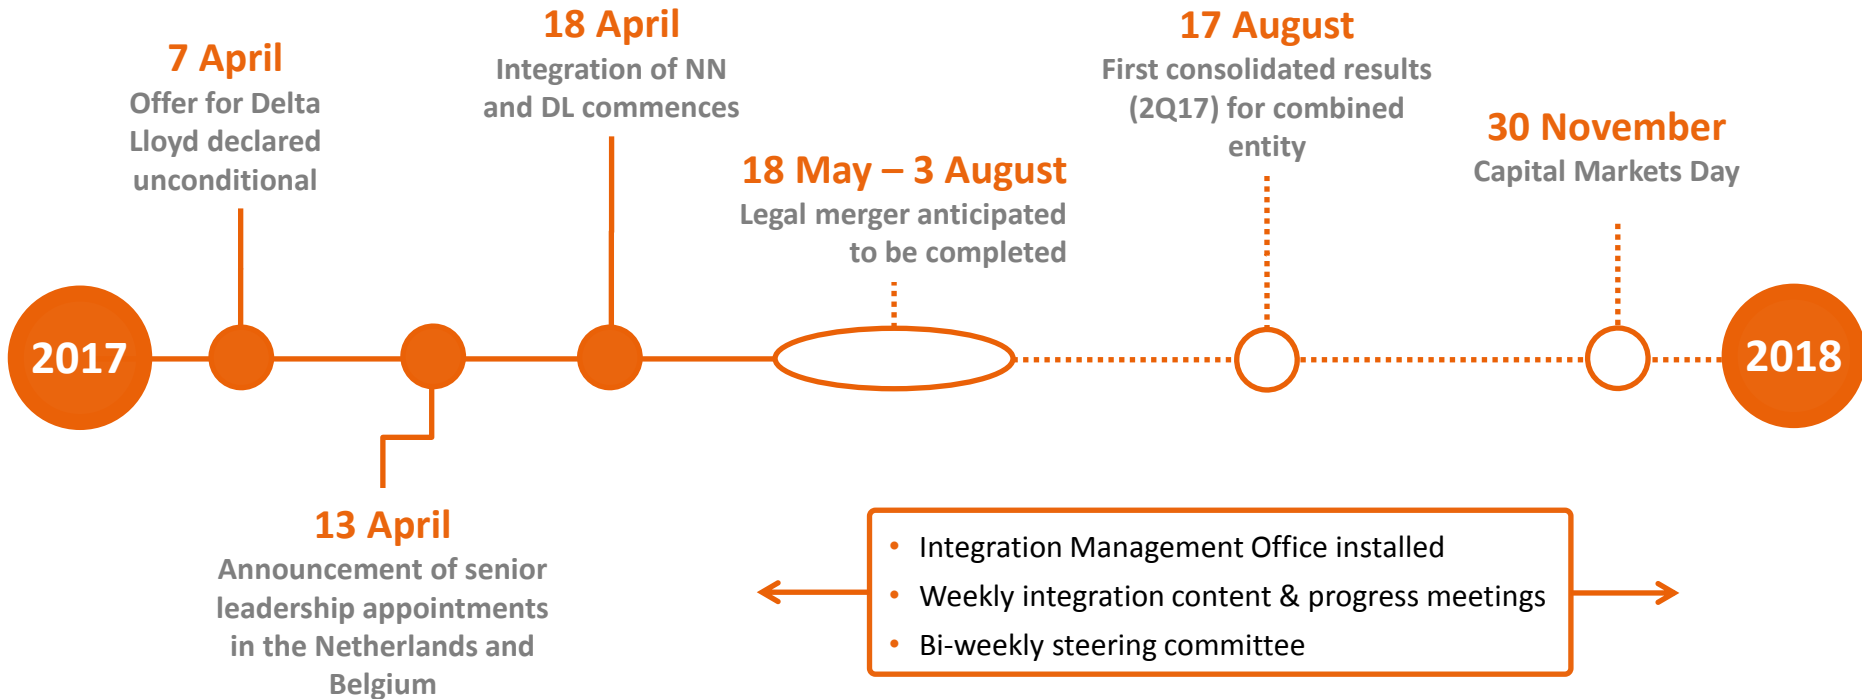 7 April
Offer for Delta
Lloyd declared
unconditional
18 April
Integration of NN
and DL commences
18 May – 3 August
Legal merger anticipated
to be completed
17 August
First consolidated results
(2Q17) for combined
entity
30 November
Capital Markets Day
2017
2018
13 April
Announcement of senior
leadership appointments
in the Netherlands and
Belgium
• Integration Management Office installed
• Weekly integration content & progress meetings
• Bi-weekly steering committee